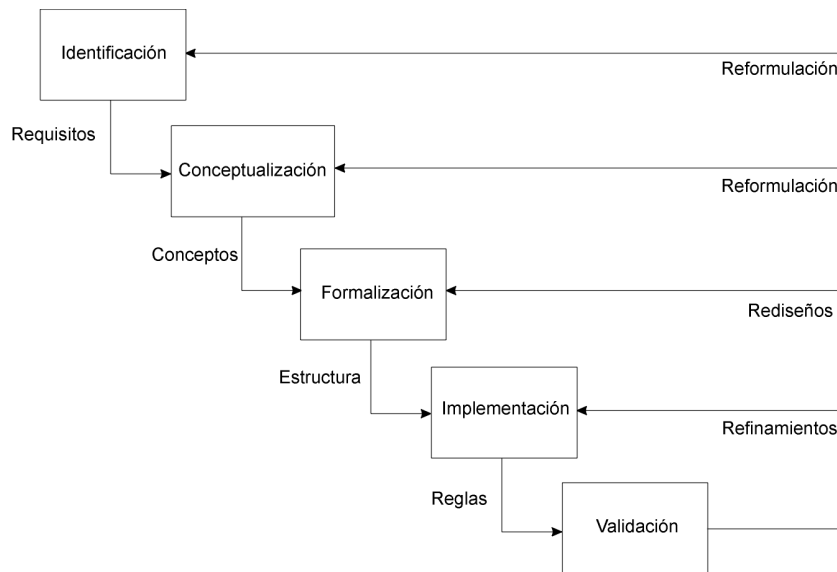 Identificación
Reformulación
Requisitos
Conceptualización
Reformulación
Conceptos
Formalización
Rediseños
Estructura
Implementación
Refinamientos
Reglas
Validación